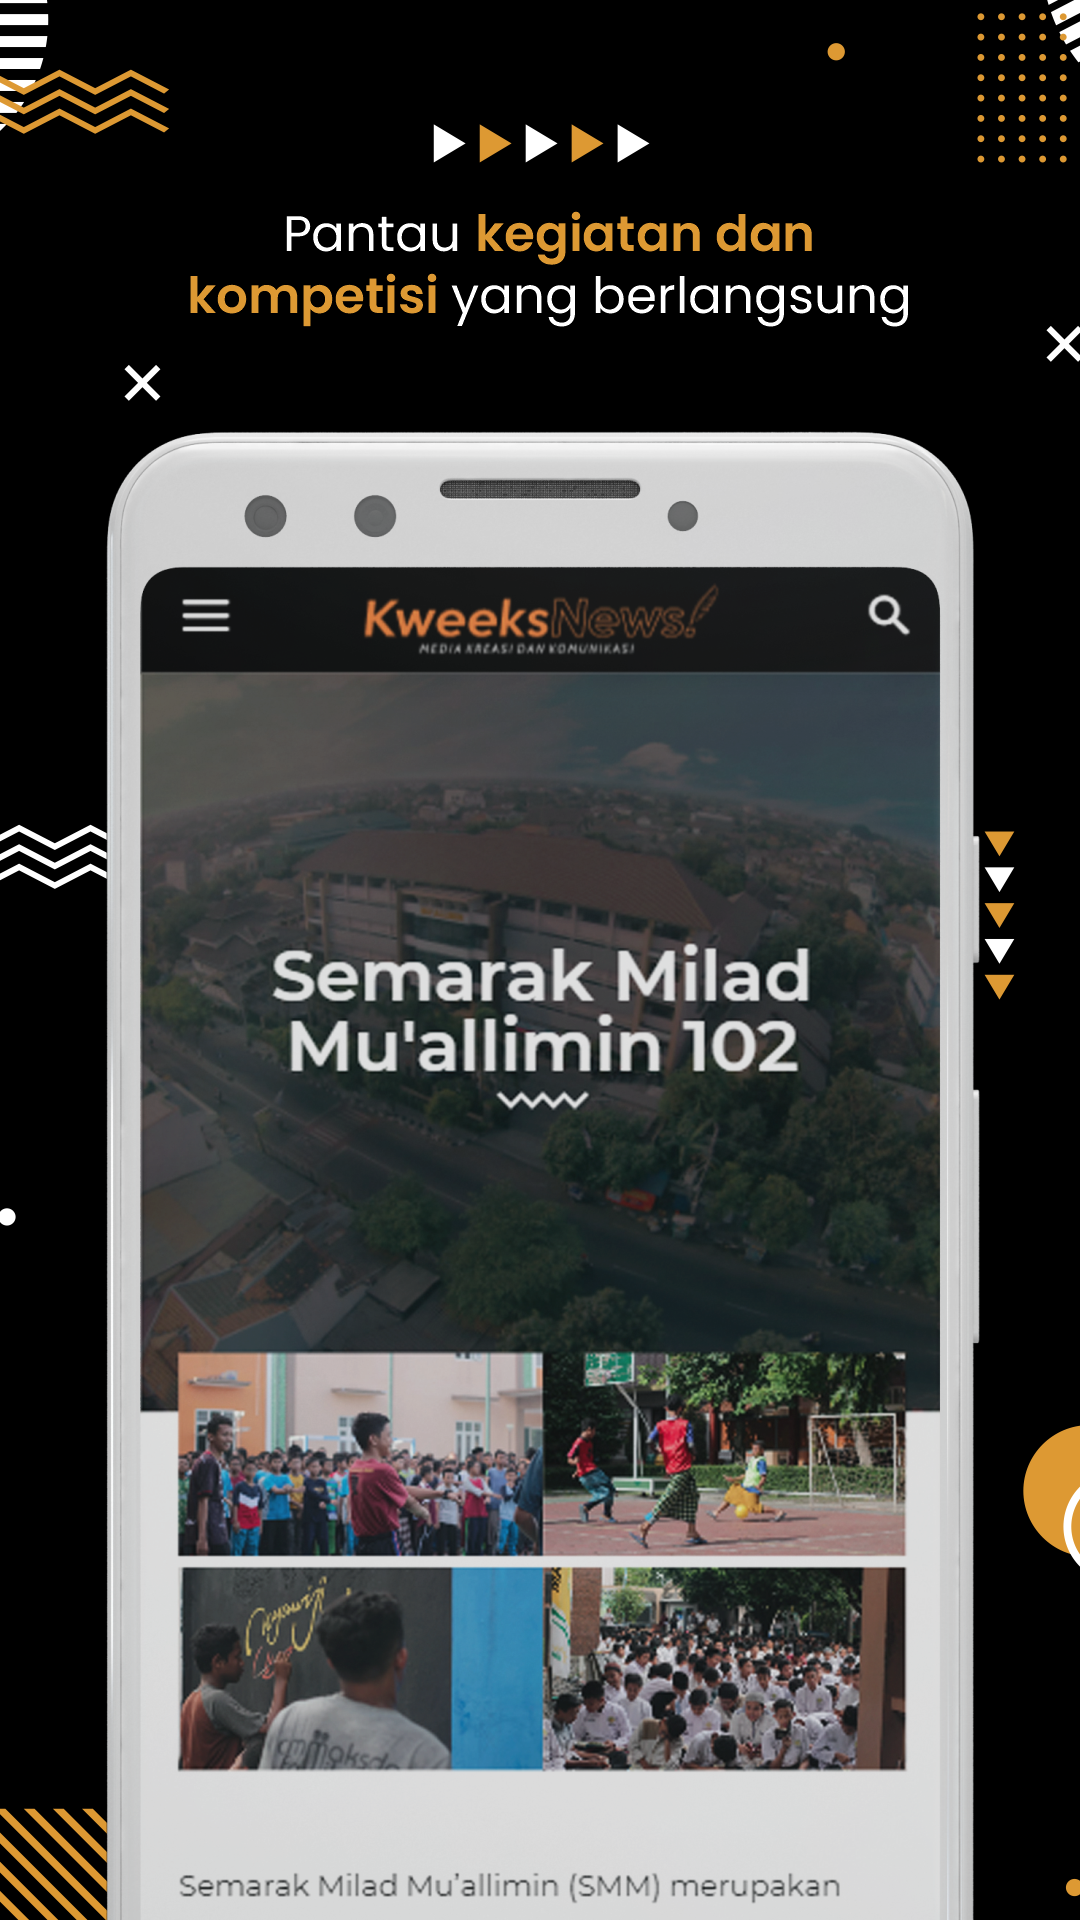 Pantau kegiatan dan
kompetisi yang berlangsung
KweeksNews!
MEDIA KREASI DAN KOMUNIKASI
Semarak Milad
Mu'allimin 102
Semarak Milad Mu'allimin (SMM) merupakan